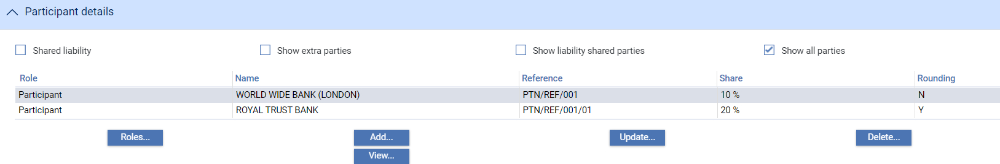 Participant details
Shared liability Show extra parties Show liability shared parties Show all parties
Role Name Reference Share Rounding
Participant WORLD WIDE BANK (LONDON) PTN/REF/001 10 % N
Participant ROYAL TRUST BANK PTN/REF/001/01 20 % Y
Roles... Add... Update... Delete...
View...